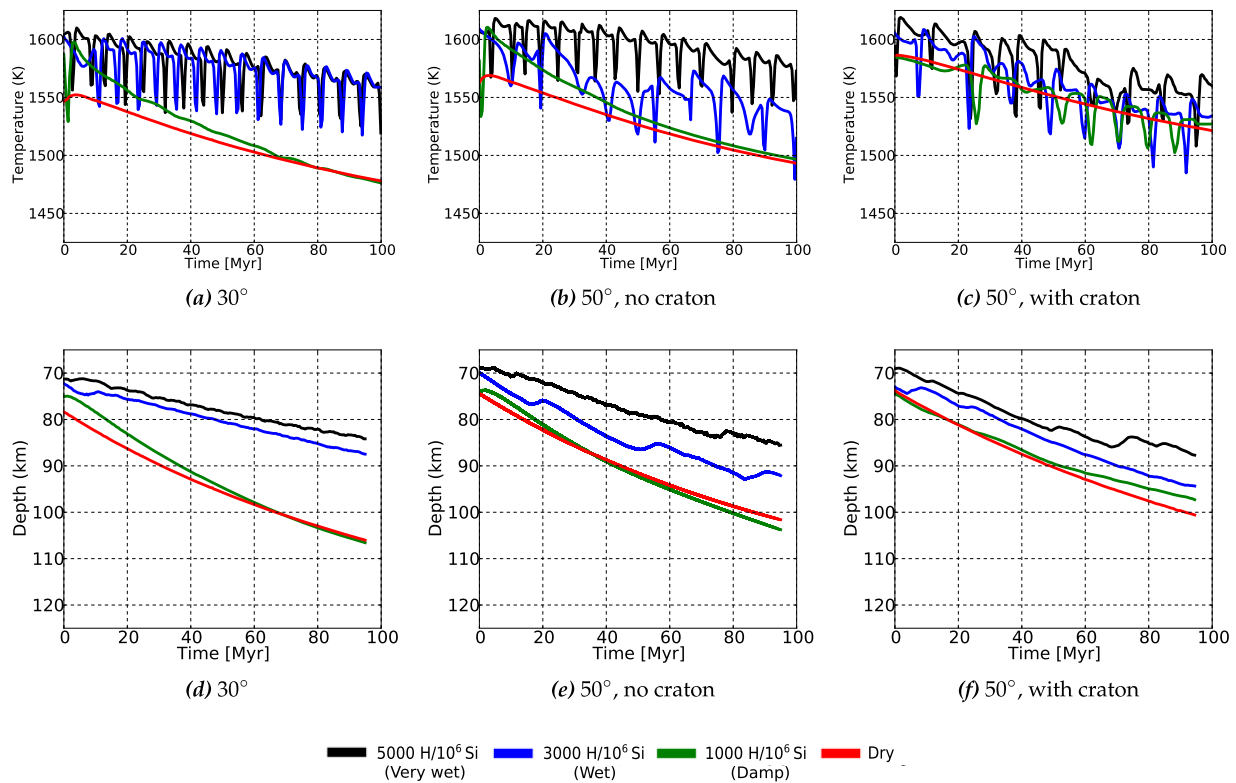 1600
1550
1500
1450
Temperature (K)
0 20 40 60 80 100
Time [Myr]
(a) 30°
1600
1550
1500
1450
Temperature (K)
0 20 40 60 80 100
Time [Myr]
(b) 50°, no craton
1600
1550
1500
1450
Temperature (K)
0 20 40 60 80 100
Time [Myr]
(c) 50°, with craton
70
80
90
100
110
120
Depth (km)
0 20 40 60 80 100
Time [Myr]
(d) 30°
70
80
90
100
110
120
Depth (km)
0 20 40 60 80 100
Time [Myr]
(e) 50°, no craton
70
80
90
100
110
120
Depth (km)
0 20 40 60 80 100
Time [Myr]
(f) 50°, with craton
5000 H/10⁶ Si
(Very wet)
3000 H/10⁶ Si
(Wet)
1000 H/10⁶ Si
(Damp)
Dry